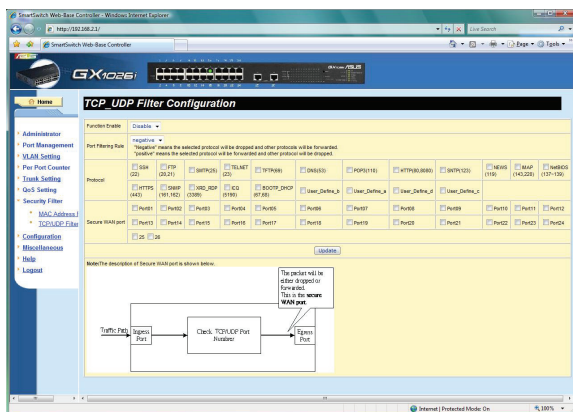 SmartSwitch Web-Base Controller - Windows Internet Explorer
http://192.168.2.1/
Live Search
SmartSwitch Web-Base Controller
Page
Tools
GX1026i
ASUS
Home
TCP_UDP Filter Configuration
Administrator
Port Management
VLAN Setting
Per Port Counter
Trunk Setting
QoS Setting
Security Filter
MAC Address
TCP/UDP Filter
Configuration
Miscellaneous
Help
Logout
Function Enable Disable
Port Filtering Rule negative
"Negative" means the selected protocol will be dropped and other protocols will be forwarded.
"positive" means the selected protocol will be forwarded and other protocol will be dropped.
Protocol
SSH (22) FTP (20,21) SMTP(25) TELNET (23) TFTP(69) DNS(53) POP3(110) HTTP(80,8080) SNTP(123) NEWS (119) IMAP (143,220) NetBIOS (137~139)
HTTPS (443) SNMP (161,162) XRD_RDP (3389) ICQ (5190) BOOTP_DHCP (67,68) User_Define_b User_Define_a User_Define_d User_Define_c
Secure WAN port
Port01 Port02 Port03 Port04 Port05 Port06 Port07 Port08 Port09 Port10 Port11 Port12
Port13 Port14 Port15 Port16 Port17 Port18 Port19 Port20 Port21 Port22 Port23 Port24
25 26
Update
Note:The description of Secure WAN port is shown below.
The packet will be
either dropped or
forwarded.
This is the secure
WAN port.
Traffic Path
Ingress Port
Check TCP/UDP Port Number
Egress Port
Internet | Protected Mode: On
100%